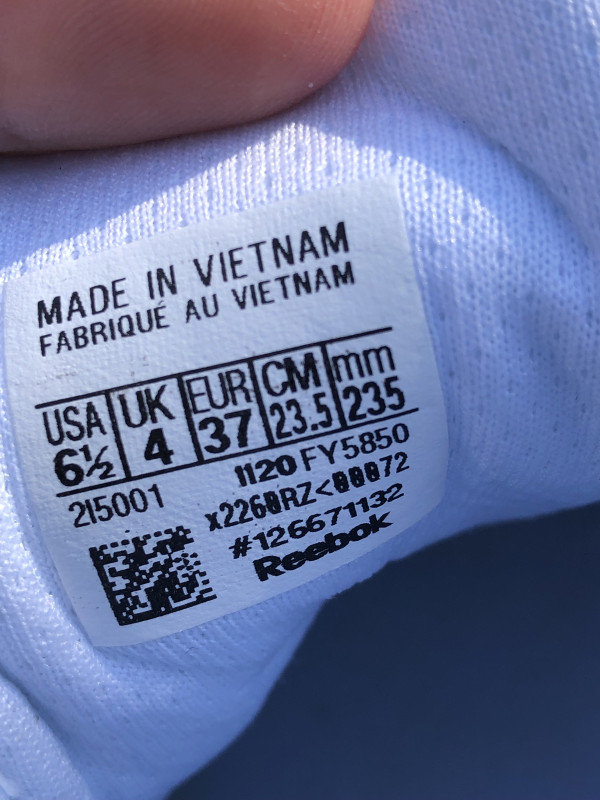 MADE IN VIETNAM
FABRIQUÉ AU VIETNAM
USA UK EUR CM mm
6½ 4 37 23.5 235
215001 1120 FY5850
x2260RZ<00072
#126671132
Reebok